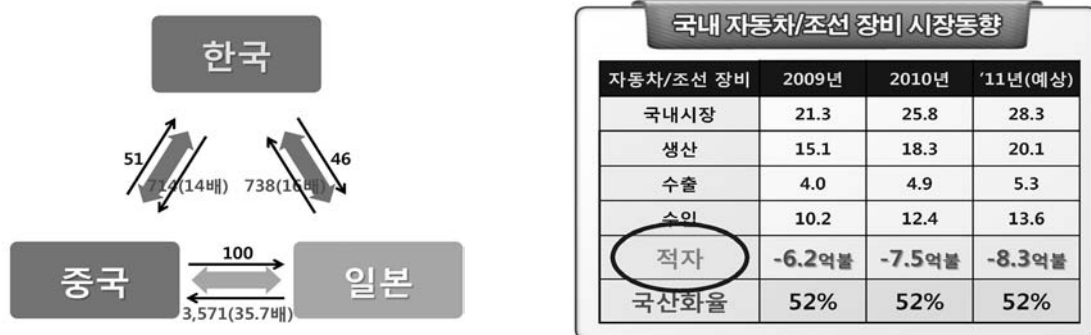 한국
51
714(14배)
738(16배)
46
중국
100
3,571(35.7배)
일본
국내 자동차/조선 장비 시장동향
자동차/조선 장비 2009년 2010년 '11년(예상)
국내시장 21.3 25.8 28.3
생산 15.1 18.3 20.1
수출 4.0 4.9 5.3
수입 10.2 12.4 13.6
적자 -6.2억불 -7.5억불 -8.3억불
국산화율 52% 52% 52%